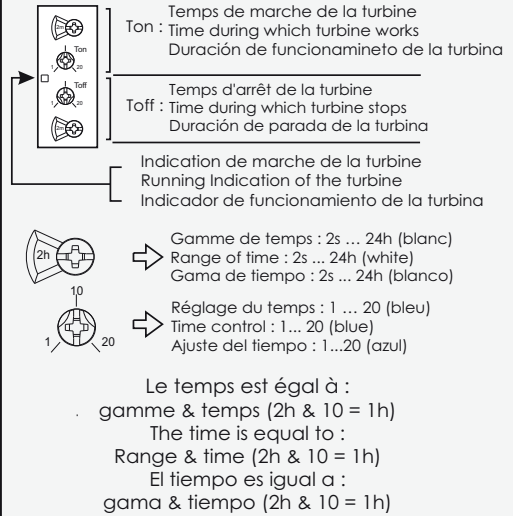 Temps de marche de la turbine
Ton : Time during which turbine works
Duración de funcionamineto de la turbina
2m
Ton
1 20
Toff
1 20
2m
Temps d'arrêt de la turbine
Toff : Time during which turbine stops
Duración de parada de la turbina
Indication de marche de la turbine
Running Indication of the turbine
Indicador de funcionamiento de la turbina
2h
Gamme de temps : 2s ... 24h (blanc)
Range of time : 2s ... 24h (white)
Gama de tiempo : 2s ... 24h (blanco)
10
1 20
Réglage du temps : 1 ... 20 (bleu)
Time control : 1... 20 (blue)
Ajuste del tiempo : 1...20 (azul)
Le temps est égal à :
gamme & temps (2h & 10 = 1h)
The time is equal to :
Range & time (2h & 10 = 1h)
El tiempo es igual a :
gama & tiempo (2h & 10 = 1h)